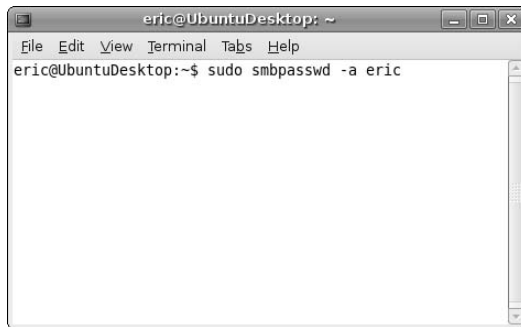 eric@UbuntuDesktop: ~
File Edit View Terminal Tabs Help
eric@UbuntuDesktop:~$ sudo smbpasswd -a eric